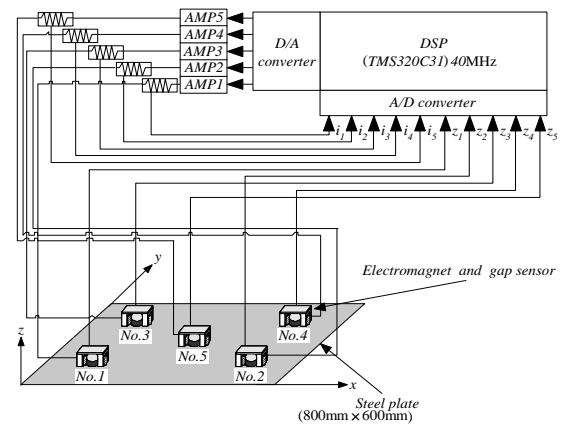 AMP5
AMP4
AMP3
AMP2
AMP1
D/A
converter
DSP
(TMS320C31) 40MHz
A/D converter
i1 i2 i3 i4 i5 z1 z2 z3 z4 z5
y
Electromagnet and gap sensor
z
No.3
No.4
No.5
No.1
No.2
x
Steel plate
(800mm × 600mm)